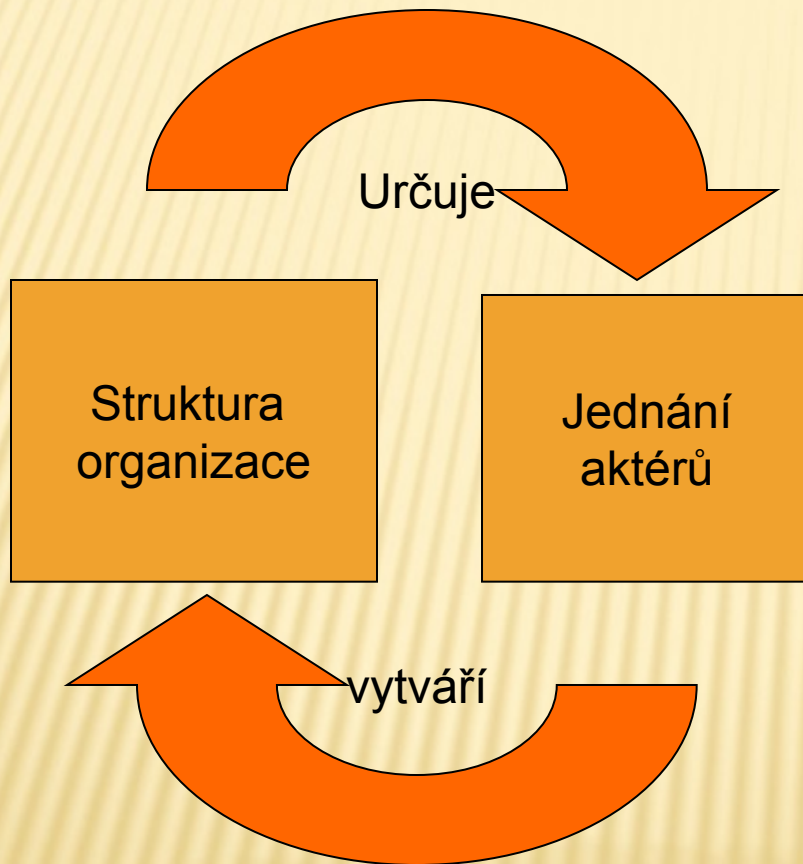 Určuje
Struktura
organizace
Jednání
aktérů
vytváří